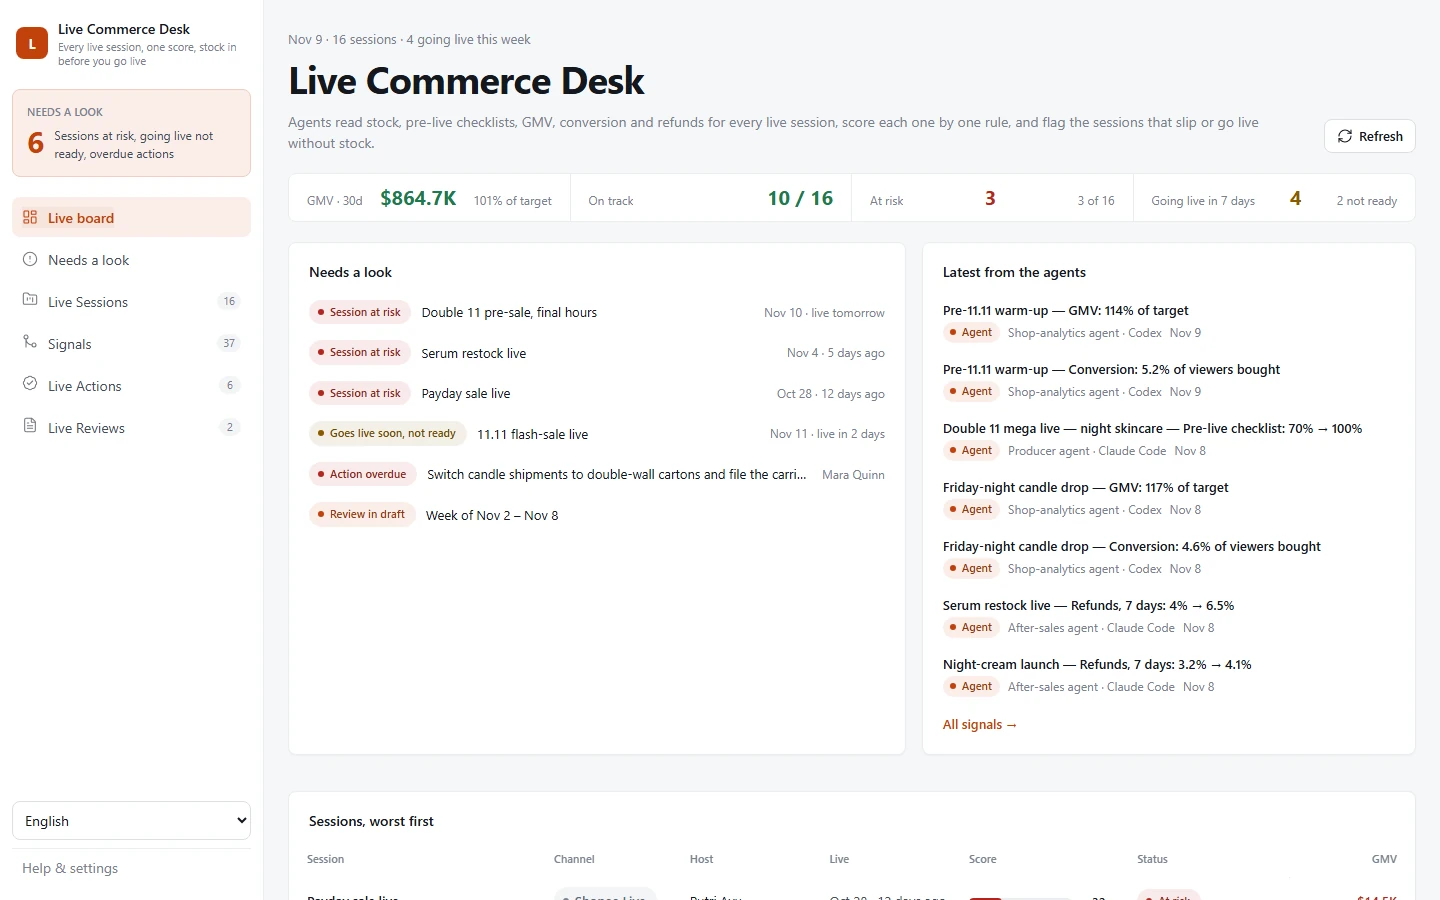 L
Live Commerce Desk
Every live session, one score, stock in
before you go live
NEEDS A LOOK
6
Sessions at risk, going live not
ready, overdue actions
Live board
Needs a look
Live Sessions 16
Signals 37
Live Actions 6
Live Reviews 2
English
Help & settings
Nov 9 · 16 sessions · 4 going live this week
Live Commerce Desk
Agents read stock, pre-live checklists, GMV, conversion and refunds for every live session, score each one by one rule, and flag the sessions that slip or go live
without stock.
Refresh
GMV · 30d $864.7K 101% of target
On track 10 / 16
At risk 3 3 of 16
Going live in 7 days 4 2 not ready
Needs a look
Session at risk Double 11 pre-sale, final hours Nov 10 · live tomorrow
Session at risk Serum restock live Nov 4 · 5 days ago
Session at risk Payday sale live Oct 28 · 12 days ago
Goes live soon, not ready 11.11 flash-sale live Nov 11 · live in 2 days
Action overdue Switch candle shipments to double-wall cartons and file the carri... Mara Quinn
Review in draft Week of Nov 2 – Nov 8
Latest from the agents
Pre-11.11 warm-up — GMV: 114% of target
Agent Shop-analytics agent · Codex Nov 9
Pre-11.11 warm-up — Conversion: 5.2% of viewers bought
Agent Shop-analytics agent · Codex Nov 9
Double 11 mega live — night skincare — Pre-live checklist: 70% → 100%
Agent Producer agent · Claude Code Nov 8
Friday-night candle drop — GMV: 117% of target
Agent Shop-analytics agent · Codex Nov 8
Friday-night candle drop — Conversion: 4.6% of viewers bought
Agent Shop-analytics agent · Codex Nov 8
Serum restock live — Refunds, 7 days: 4% → 6.5%
Agent After-sales agent · Claude Code Nov 8
Night-cream launch — Refunds, 7 days: 3.2% → 4.1%
Agent After-sales agent · Claude Code Nov 8
All signals →
Sessions, worst first
Session Channel Host Live Score Status GMV